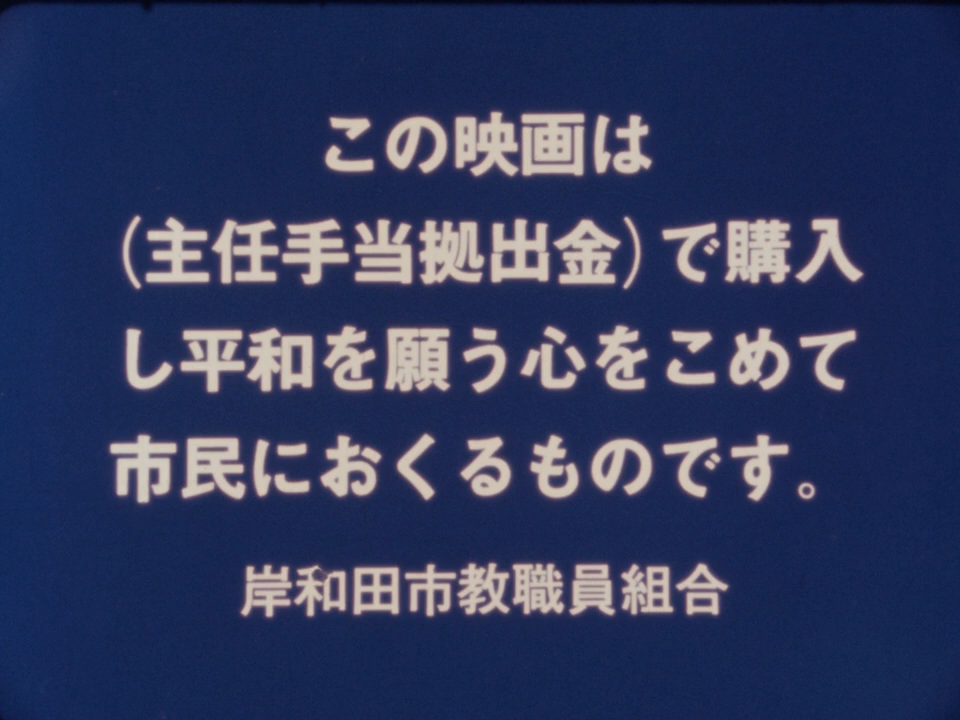 この映画は
(主任手当拠出金)で購入
し平和を願う心をこめて
市民におくるものです。
岸和田市教職員組合